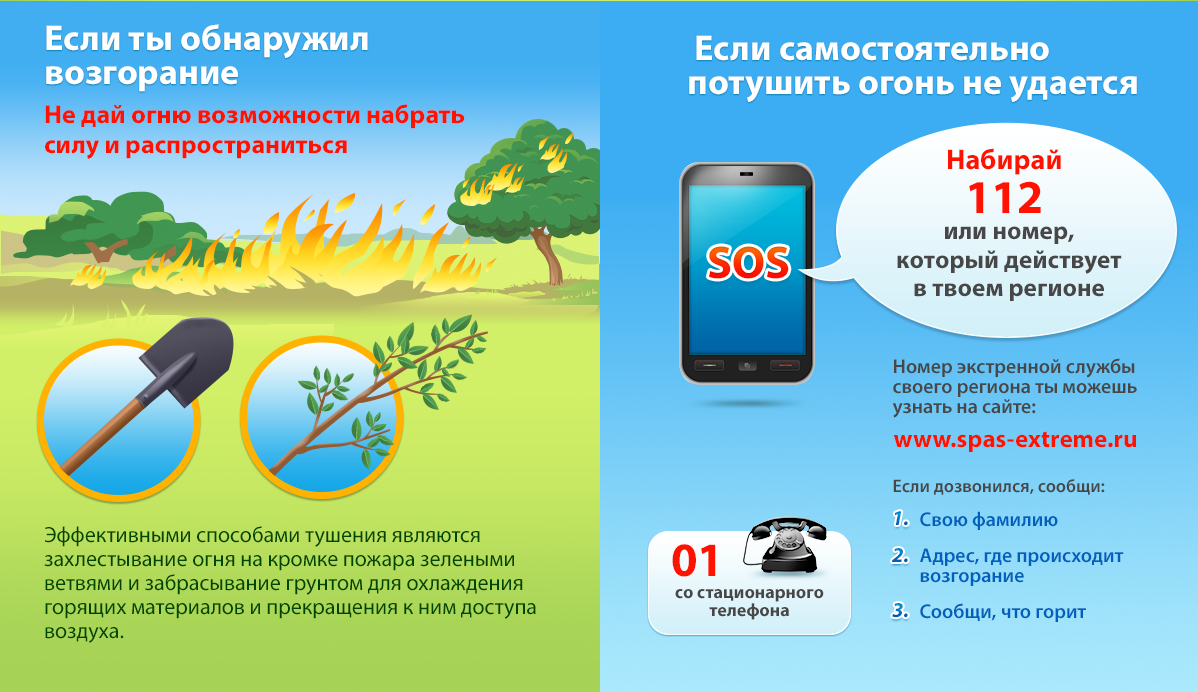 Если ты обнаружил
возгорание
Не дай огню возможности набрать
силу и распространиться
Эффективными способами тушения являются
захлестывание огня на кромке пожара зелеными
ветвями и забрасывание грунтом для охлаждения
горящих материалов и прекращения к ним доступа
воздуха.
Если самостоятельно
потушить огонь не удается
SOS
Набирай
112
или номер,
который действует
в твоем регионе
Номер экстренной службы
своего региона ты можешь
узнать на сайте:
www.spas-extreme.ru
Если дозвонился, сообщи:
1. Свою фамилию
2. Адрес, где происходит
возгорание
3. Сообщи, что горит
01
со стационарного
телефона